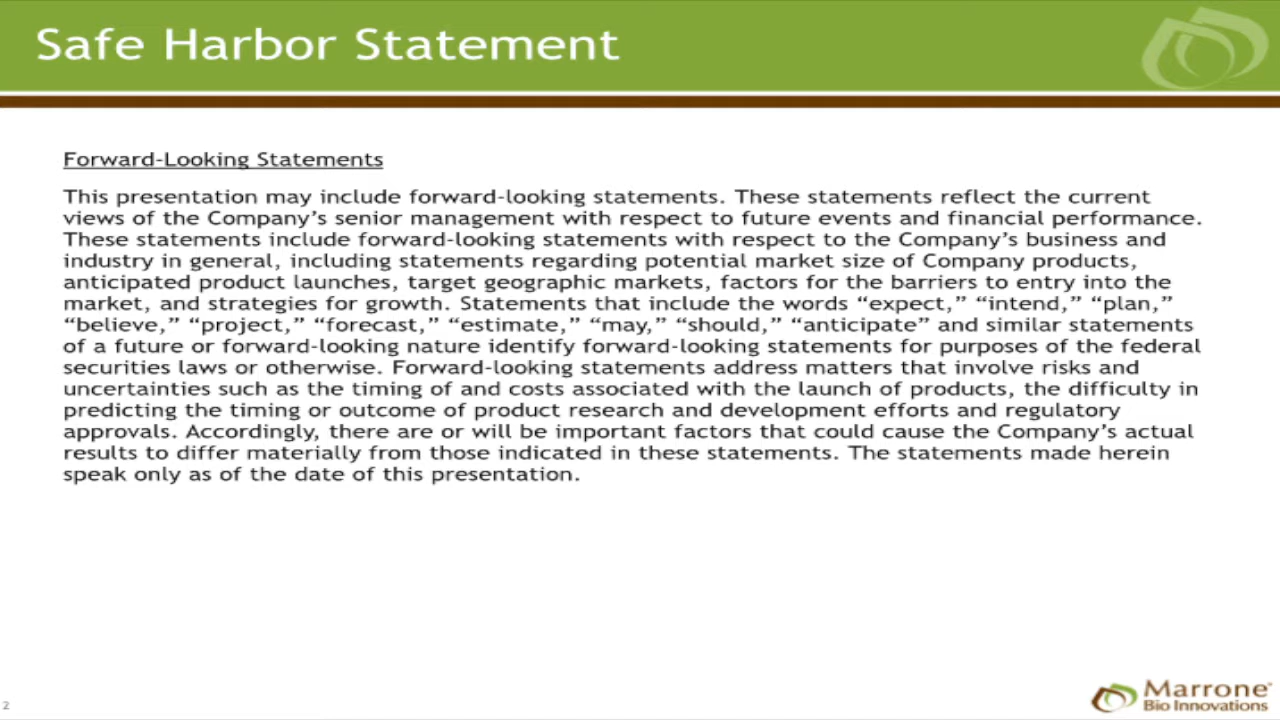 Safe Harbor Statement
Forward-Looking Statements
This presentation may include forward-looking statements. These statements reflect the current
views of the Company’s senior management with respect to future events and financial performance.
These statements include forward-looking statements with respect to the Company’s business and
industry in general, including statements regarding potential market size of Company products,
anticipated product launches, target geographic markets, factors for the barriers to entry into the
market, and strategies for growth. Statements that include the words “expect,” “intend,” “plan,”
“believe,” “project,” “forecast,” “estimate,” “may,” “should,” “anticipate” and similar statements
of a future or forward-looking nature identify forward-looking statements for purposes of the federal
securities laws or otherwise. Forward-looking statements address matters that involve risks and
uncertainties such as the timing of and costs associated with the launch of products, the difficulty in
predicting the timing or outcome of product research and development efforts and regulatory
approvals. Accordingly, there are or will be important factors that could cause the Company’s actual
results to differ materially from those indicated in these statements. The statements made herein
speak only as of the date of this presentation.
2
Marrone
Bio Innovations